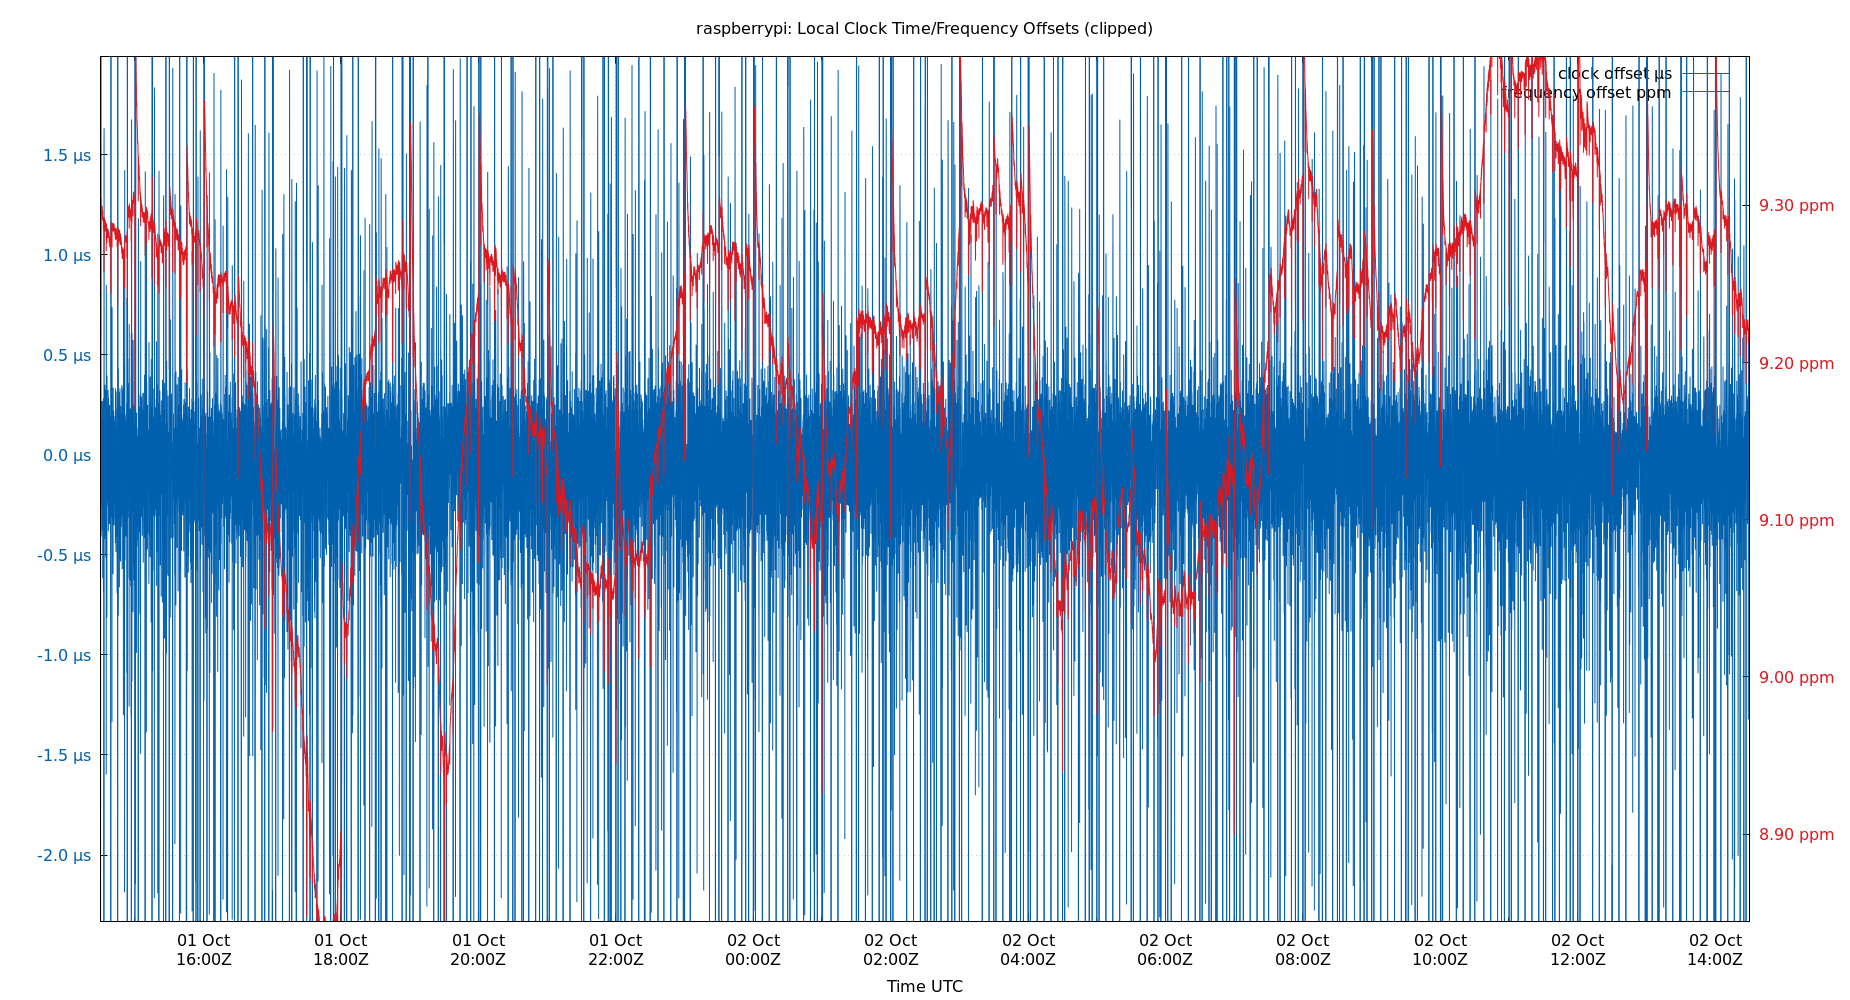 raspberrypi: Local Clock Time/Frequency Offsets (clipped)
clock offset µs
frequency offset ppm
1.5 µs
1.0 µs
0.5 µs
0.0 µs
-0.5 µs
-1.0 µs
-1.5 µs
-2.0 µs
9.30 ppm
9.20 ppm
9.10 ppm
9.00 ppm
8.90 ppm
01 Oct 01 Oct 01 Oct 01 Oct 02 Oct 02 Oct 02 Oct 02 Oct 02 Oct 02 Oct 02 Oct 02 Oct
16:00Z 18:00Z 20:00Z 22:00Z 00:00Z 02:00Z 04:00Z 06:00Z 08:00Z 10:00Z 12:00Z 14:00Z
Time UTC